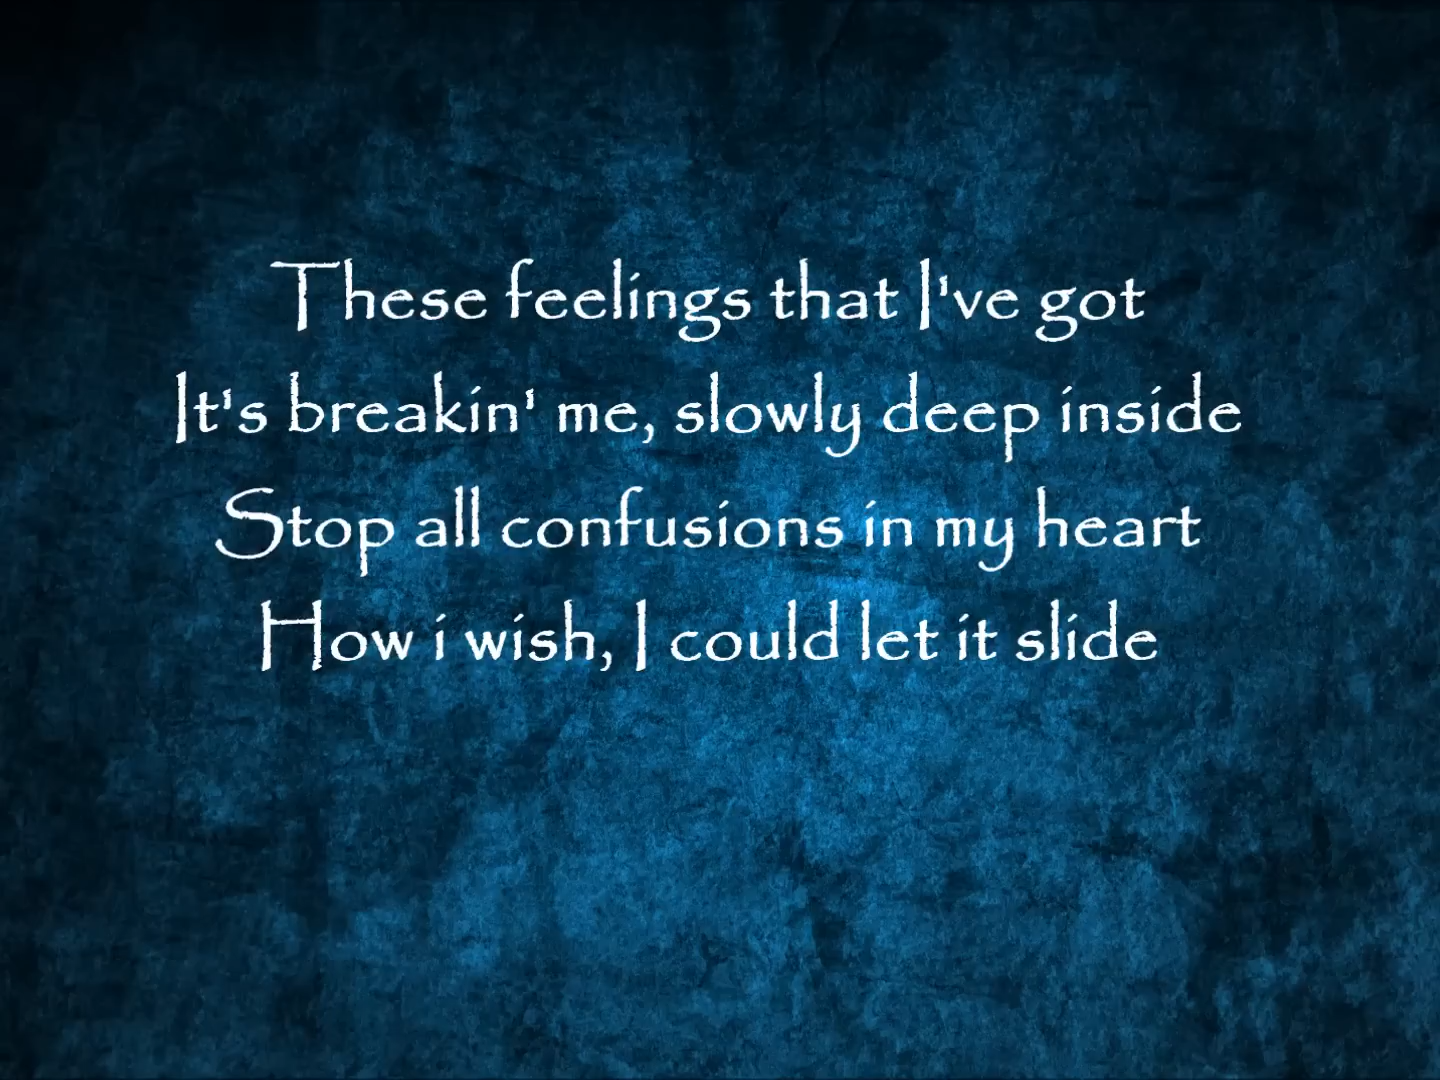 These feelings that I've got
It's breakin' me, slowly deep inside
Stop all confusions in my heart
How i wish, I could let it slide